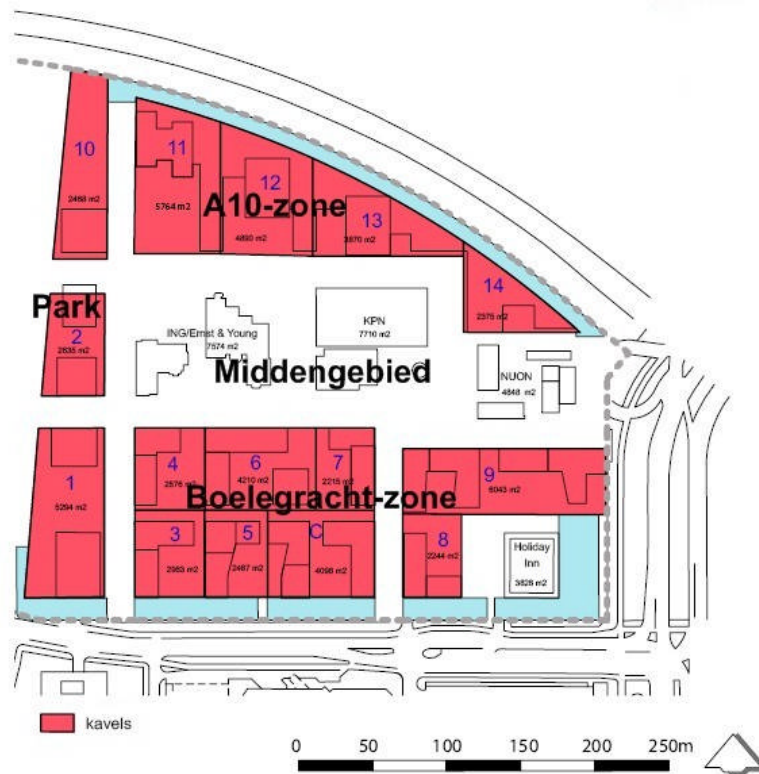 10
2468 m2
11
5764 m2
12
4890 m2
A10-zone
13
3870 m2
14
2375 m2
Park
2
2835 m2
ING/Ernst & Young
7574 m2
KPN
7710 m2
Middengebied
NUON
4848 m2
1
5294 m2
4
2576 m2
6
4210 m2
7
2215 m2
9
6043 m2
Boelegracht-zone
3
2983 m2
5
2467 m2
C
4098 m2
8
2244 m2
Holiday
Inn
3828 m2
kavels
0 50 100 150 200 250m